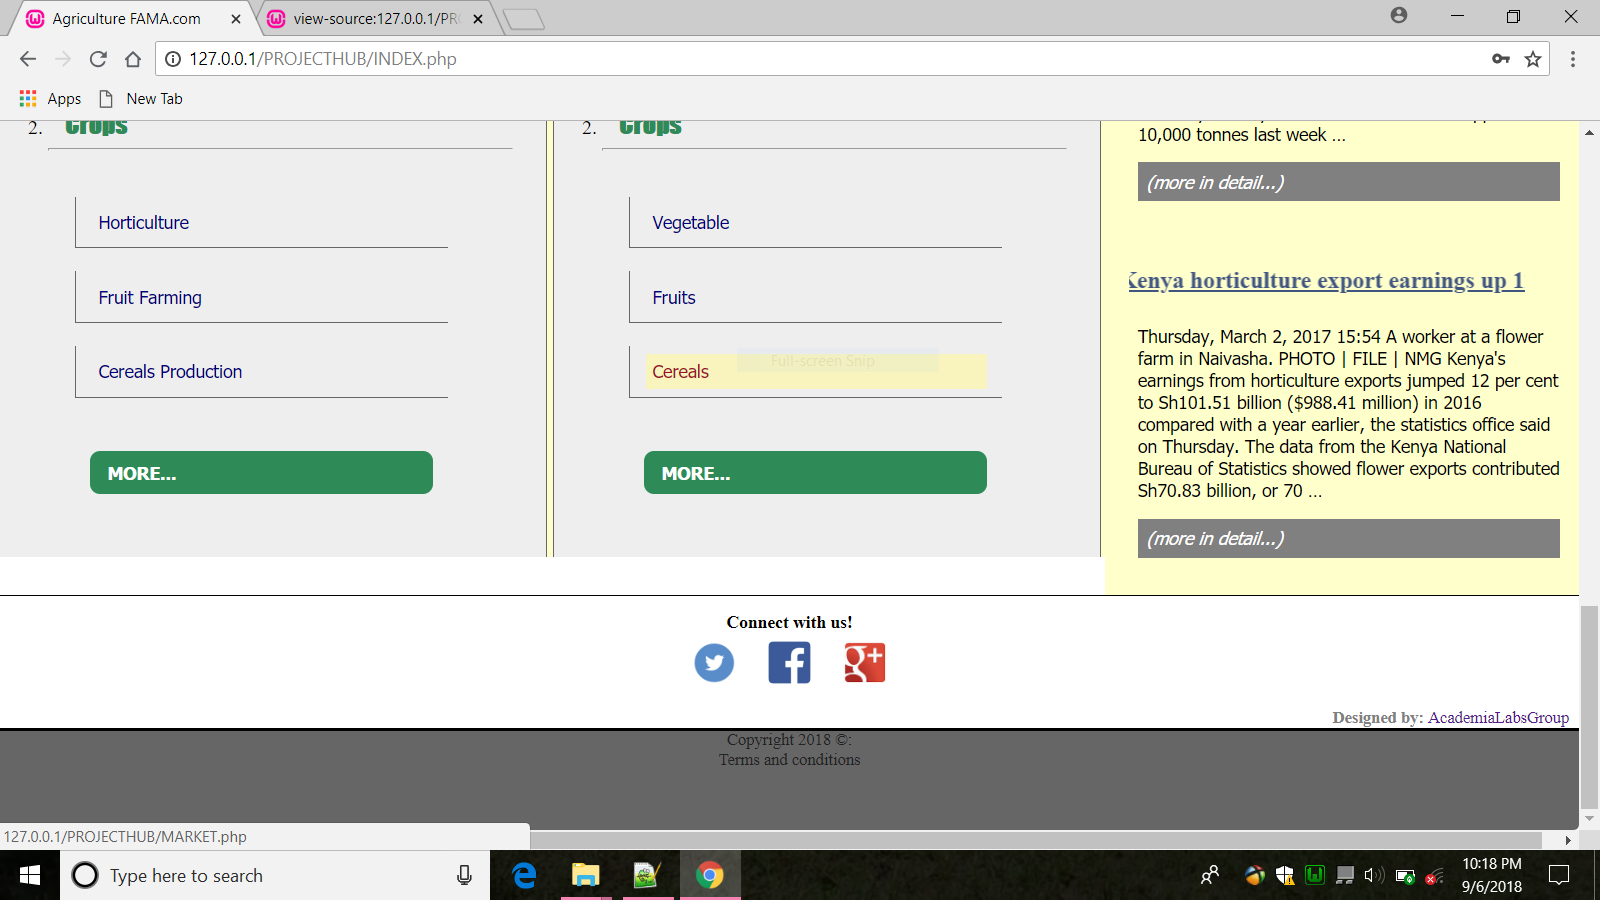 Agriculture FAMA.com
view-source:127.0.0.1/PR
127.0.0.1/PROJECTHUB/INDEX.php
Apps
New Tab
2. Crops
Horticulture
Fruit Farming
Cereals Production
MORE...
2. Crops
Vegetable
Fruits
Full-screen Snip
Cereals
MORE...
10,000 tonnes last week ...
(more in detail...)
Kenya horticulture export earnings up 1
Thursday, March 2, 2017 15:54 A worker at a flower
farm in Naivasha. PHOTO | FILE | NMG Kenya's
earnings from horticulture exports jumped 12 per cent
to Sh101.51 billion ($988.41 million) in 2016
compared with a year earlier, the statistics office said
on Thursday. The data from the Kenya National
Bureau of Statistics showed flower exports contributed
Sh70.83 billion, or 70 ...
(more in detail...)
Connect with us!
Designed by: AcademiaLabsGroup
Copyright 2018 ©:
Terms and conditions
127.0.0.1/PROJECTHUB/MARKET.php
Type here to search
10:18 PM
9/6/2018